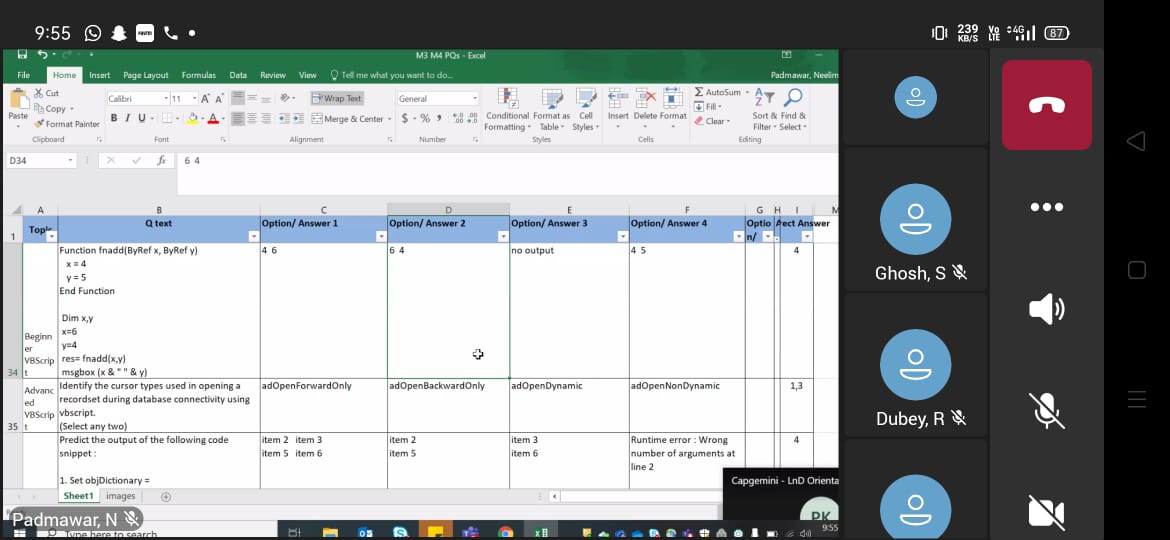 9:55
239
KB/S
Vo
LTE
4G
87
M3 M4 PQs - Excel
File Home Insert Page Layout Formulas Data Review View Tell me what you want to do...
Padmawar, Neelim
Paste
Cut
Copy
Format Painter
Clipboard
Calibri 11 A A
B I U A
Font
Wrap Text
Merge & Center
Alignment
General
$ % ,
Number
Conditional Formatting
Format as Table
Cell Styles
Styles
Insert Delete Format
Cells
AutoSum
Fill
Clear
Sort & Filter
Find & Select
Editing
D34
fx
6 4
A B C D E F G H I M
1
Topic
Q text
Option/ Answer 1
Option/ Answer 2
Option/ Answer 3
Option/ Answer 4
Optio
n/
rect Answer
34
Beginn
er
VBScrip
t
Function fnadd(ByRef x, ByRef y)
x = 4
y = 5
End Function
Dim x,y
x=6
y=4
res= fnadd(x,y)
msgbox (x & " " & y)
4 6
6 4
no output
4 5
4
35
Advanc
ed
VBScrip
t
Identify the cursor types used in opening a
recordset during database connectivity using
vbscript.
(Select any two)
adOpenForwardOnly
adOpenBackwardOnly
adOpenDynamic
adOpenNonDynamic
1,3
Predict the output of the following code
snippet :
1. Set objDictionary =
item 2 item 3
item 5 item 6
item 2
item 5
item 3
item 6
Runtime error : Wrong
number of arguments at
line 2
4
Sheet1 images
Capgemini - LnD Orienta
PK
Padmawar, N
Type here to search
9:55
Ghosh, S
Dubey, R